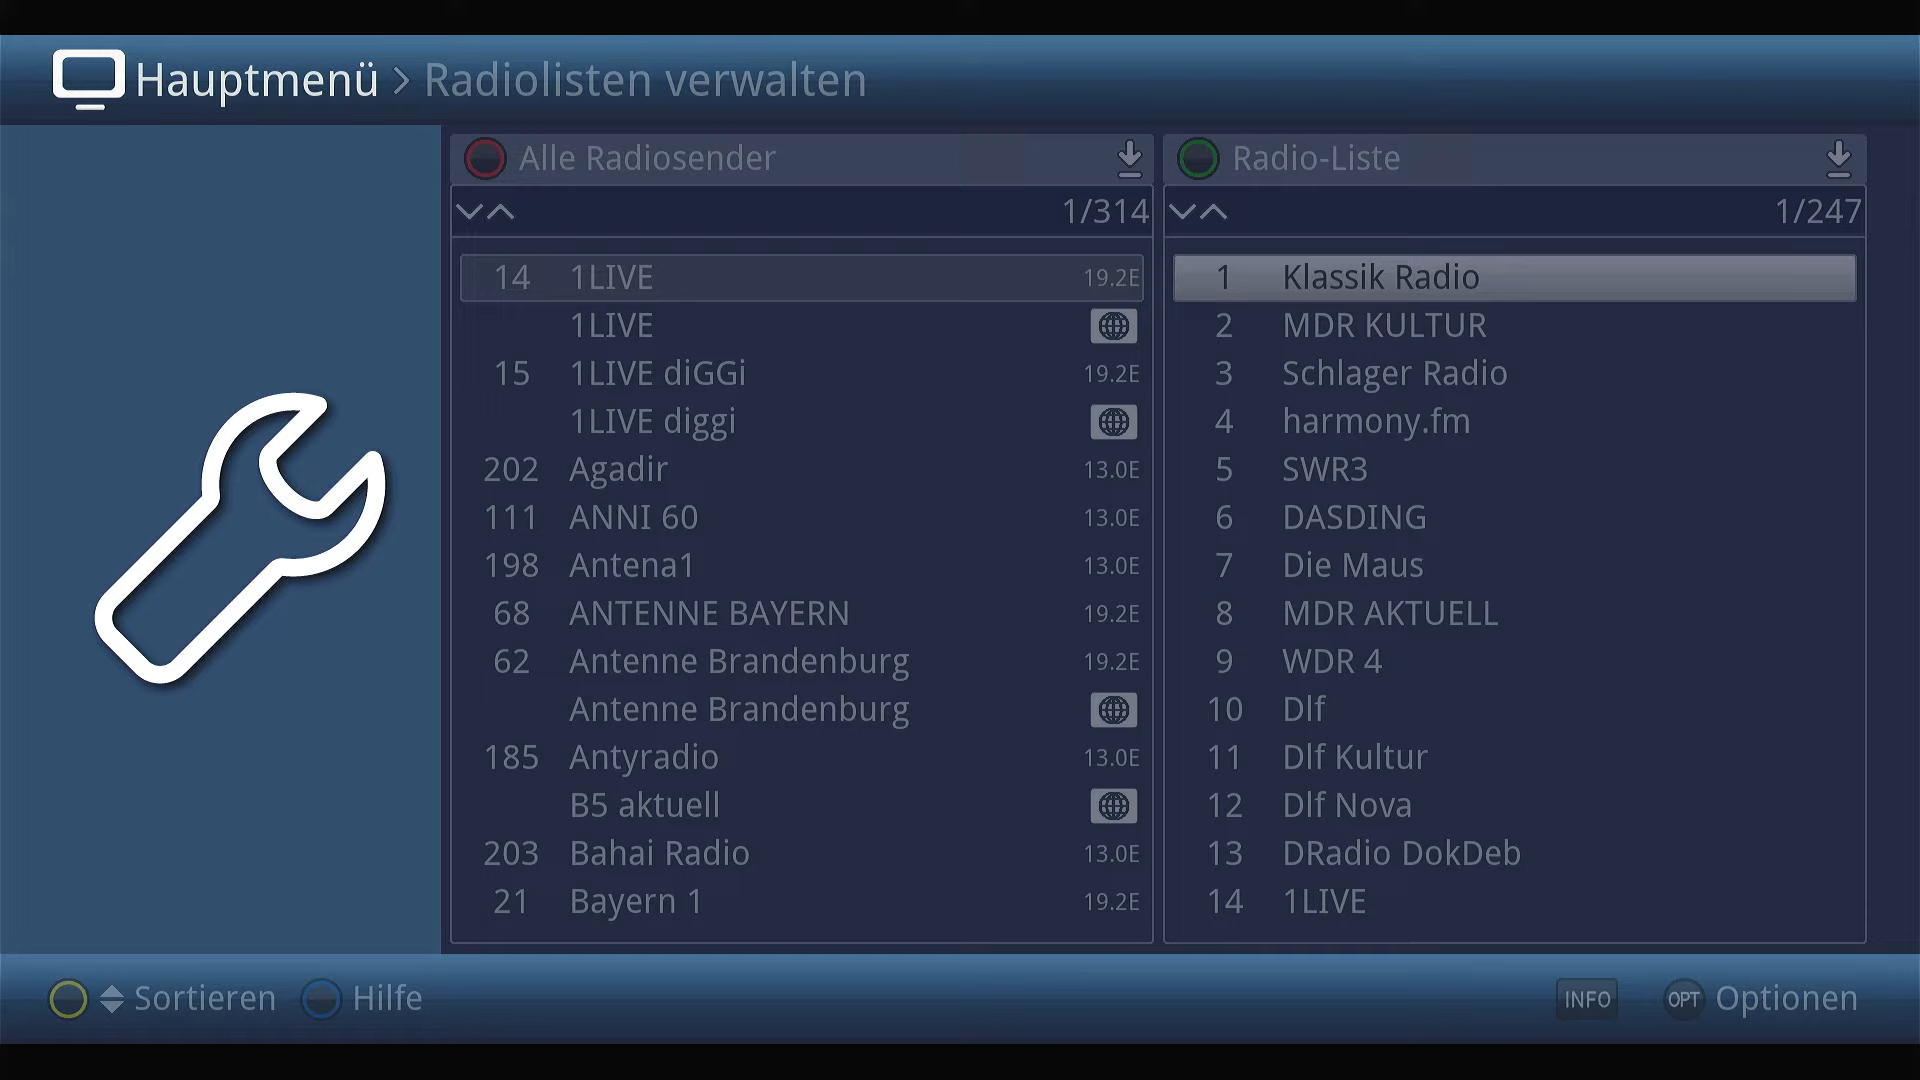 Hauptmenü > Radiolisten verwalten
Alle Radiosender
1/314
14 1LIVE 19.2E
1LIVE
15 1LIVE diGGi 19.2E
1LIVE diggi
202 Agadir 13.0E
111 ANNI 60 13.0E
198 Antena1 13.0E
68 ANTENNE BAYERN 19.2E
62 Antenne Brandenburg 19.2E
Antenne Brandenburg
185 Antyradio 13.0E
B5 aktuell
203 Bahai Radio 13.0E
21 Bayern 1 19.2E
Radio-Liste
1/247
1 Klassik Radio
2 MDR KULTUR
3 Schlager Radio
4 harmony.fm
5 SWR3
6 DASDING
7 Die Maus
8 MDR AKTUELL
9 WDR 4
10 Dlf
11 Dlf Kultur
12 Dlf Nova
13 DRadio DokDeb
14 1LIVE
Sortieren Hilfe INFO OPT Optionen